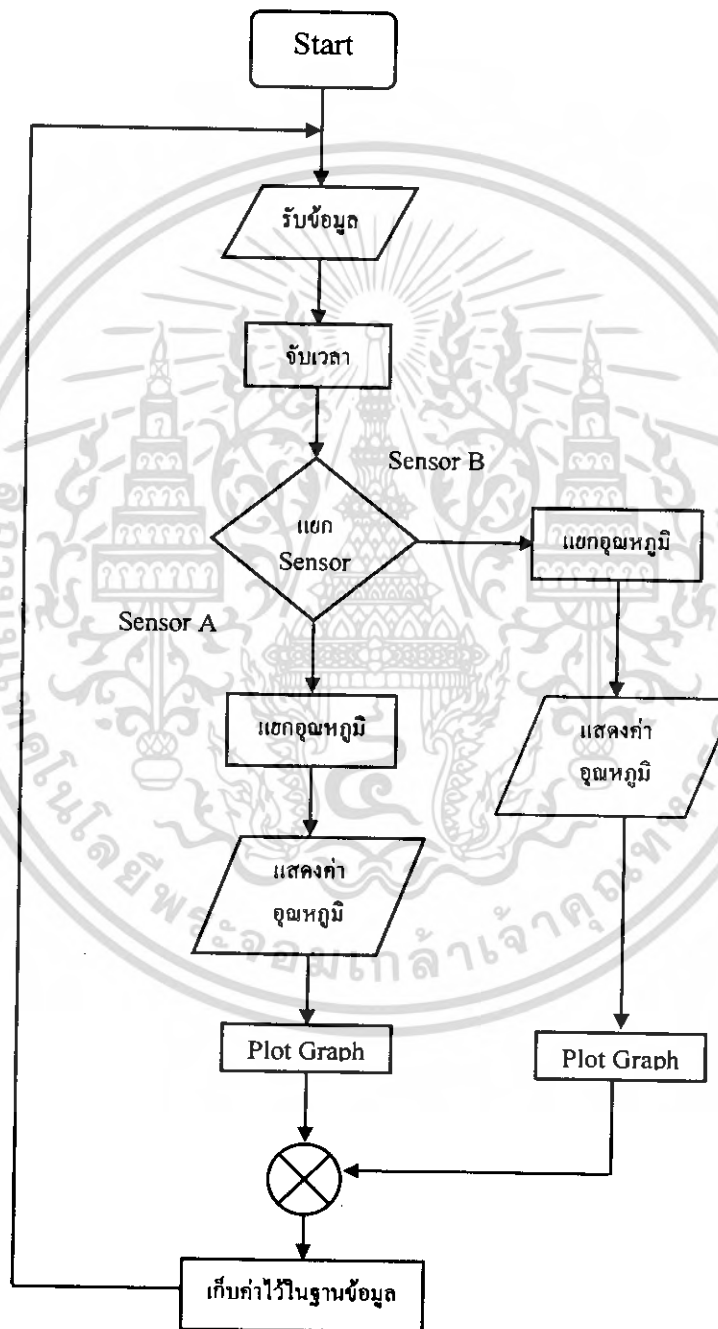 Start
รับข้อมูล
จับเวลา
Sensor B
แยก
Sensor
แยกอุณหภูมิ
Sensor A
แยกอุณหภูมิ
แสดงค่า
อุณหภูมิ
แสดงค่า
อุณหภูมิ
Plot Graph
Plot Graph
เก็บค่าไว้ในฐานข้อมูล